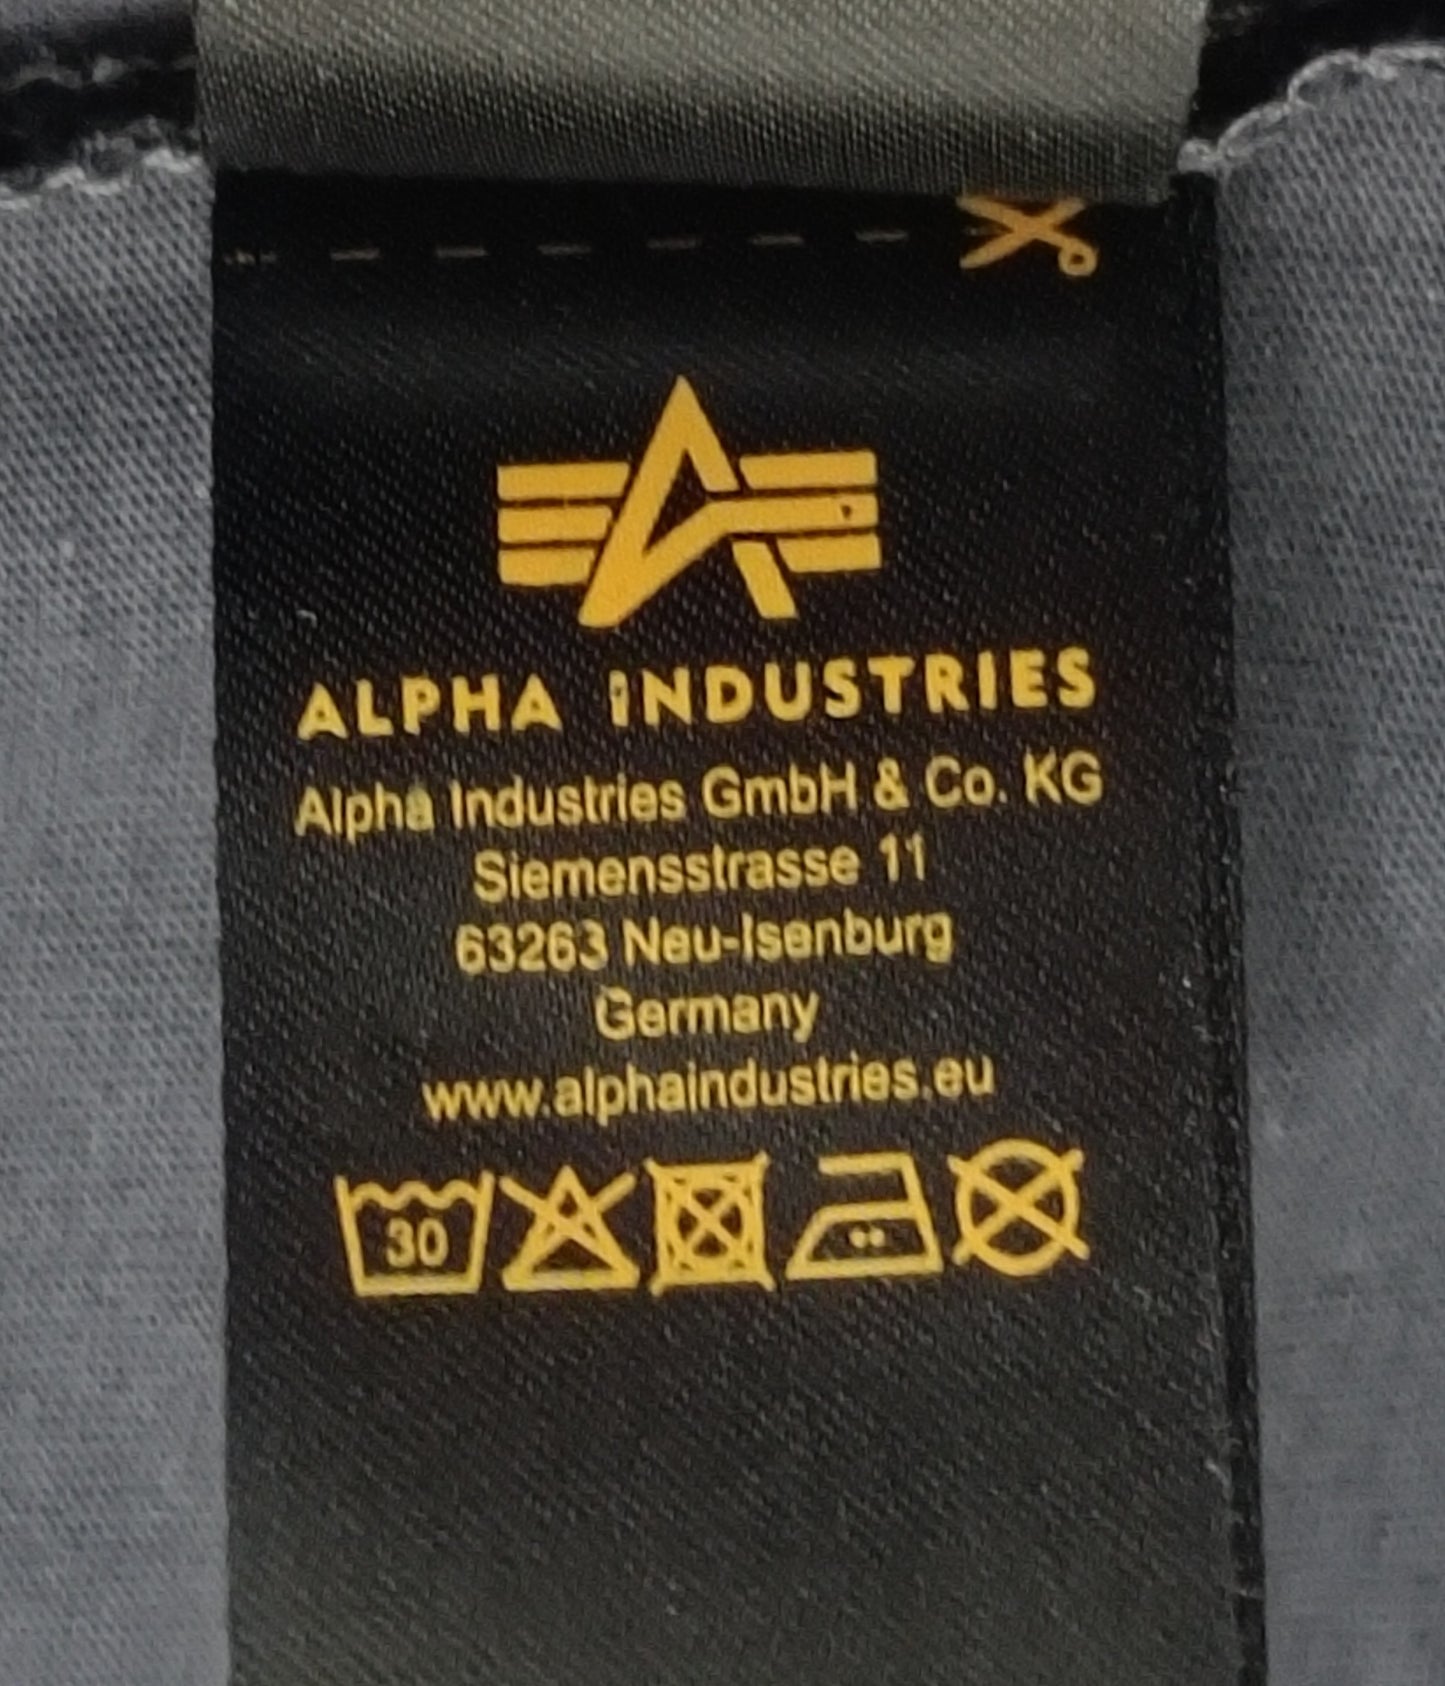 ALPHA INDUSTRIES
Alpha Industries GmbH & Co. KG
Siemensstrasse 11
63263 Neu-Isenburg
Germany
www.alphaindustries.eu
30